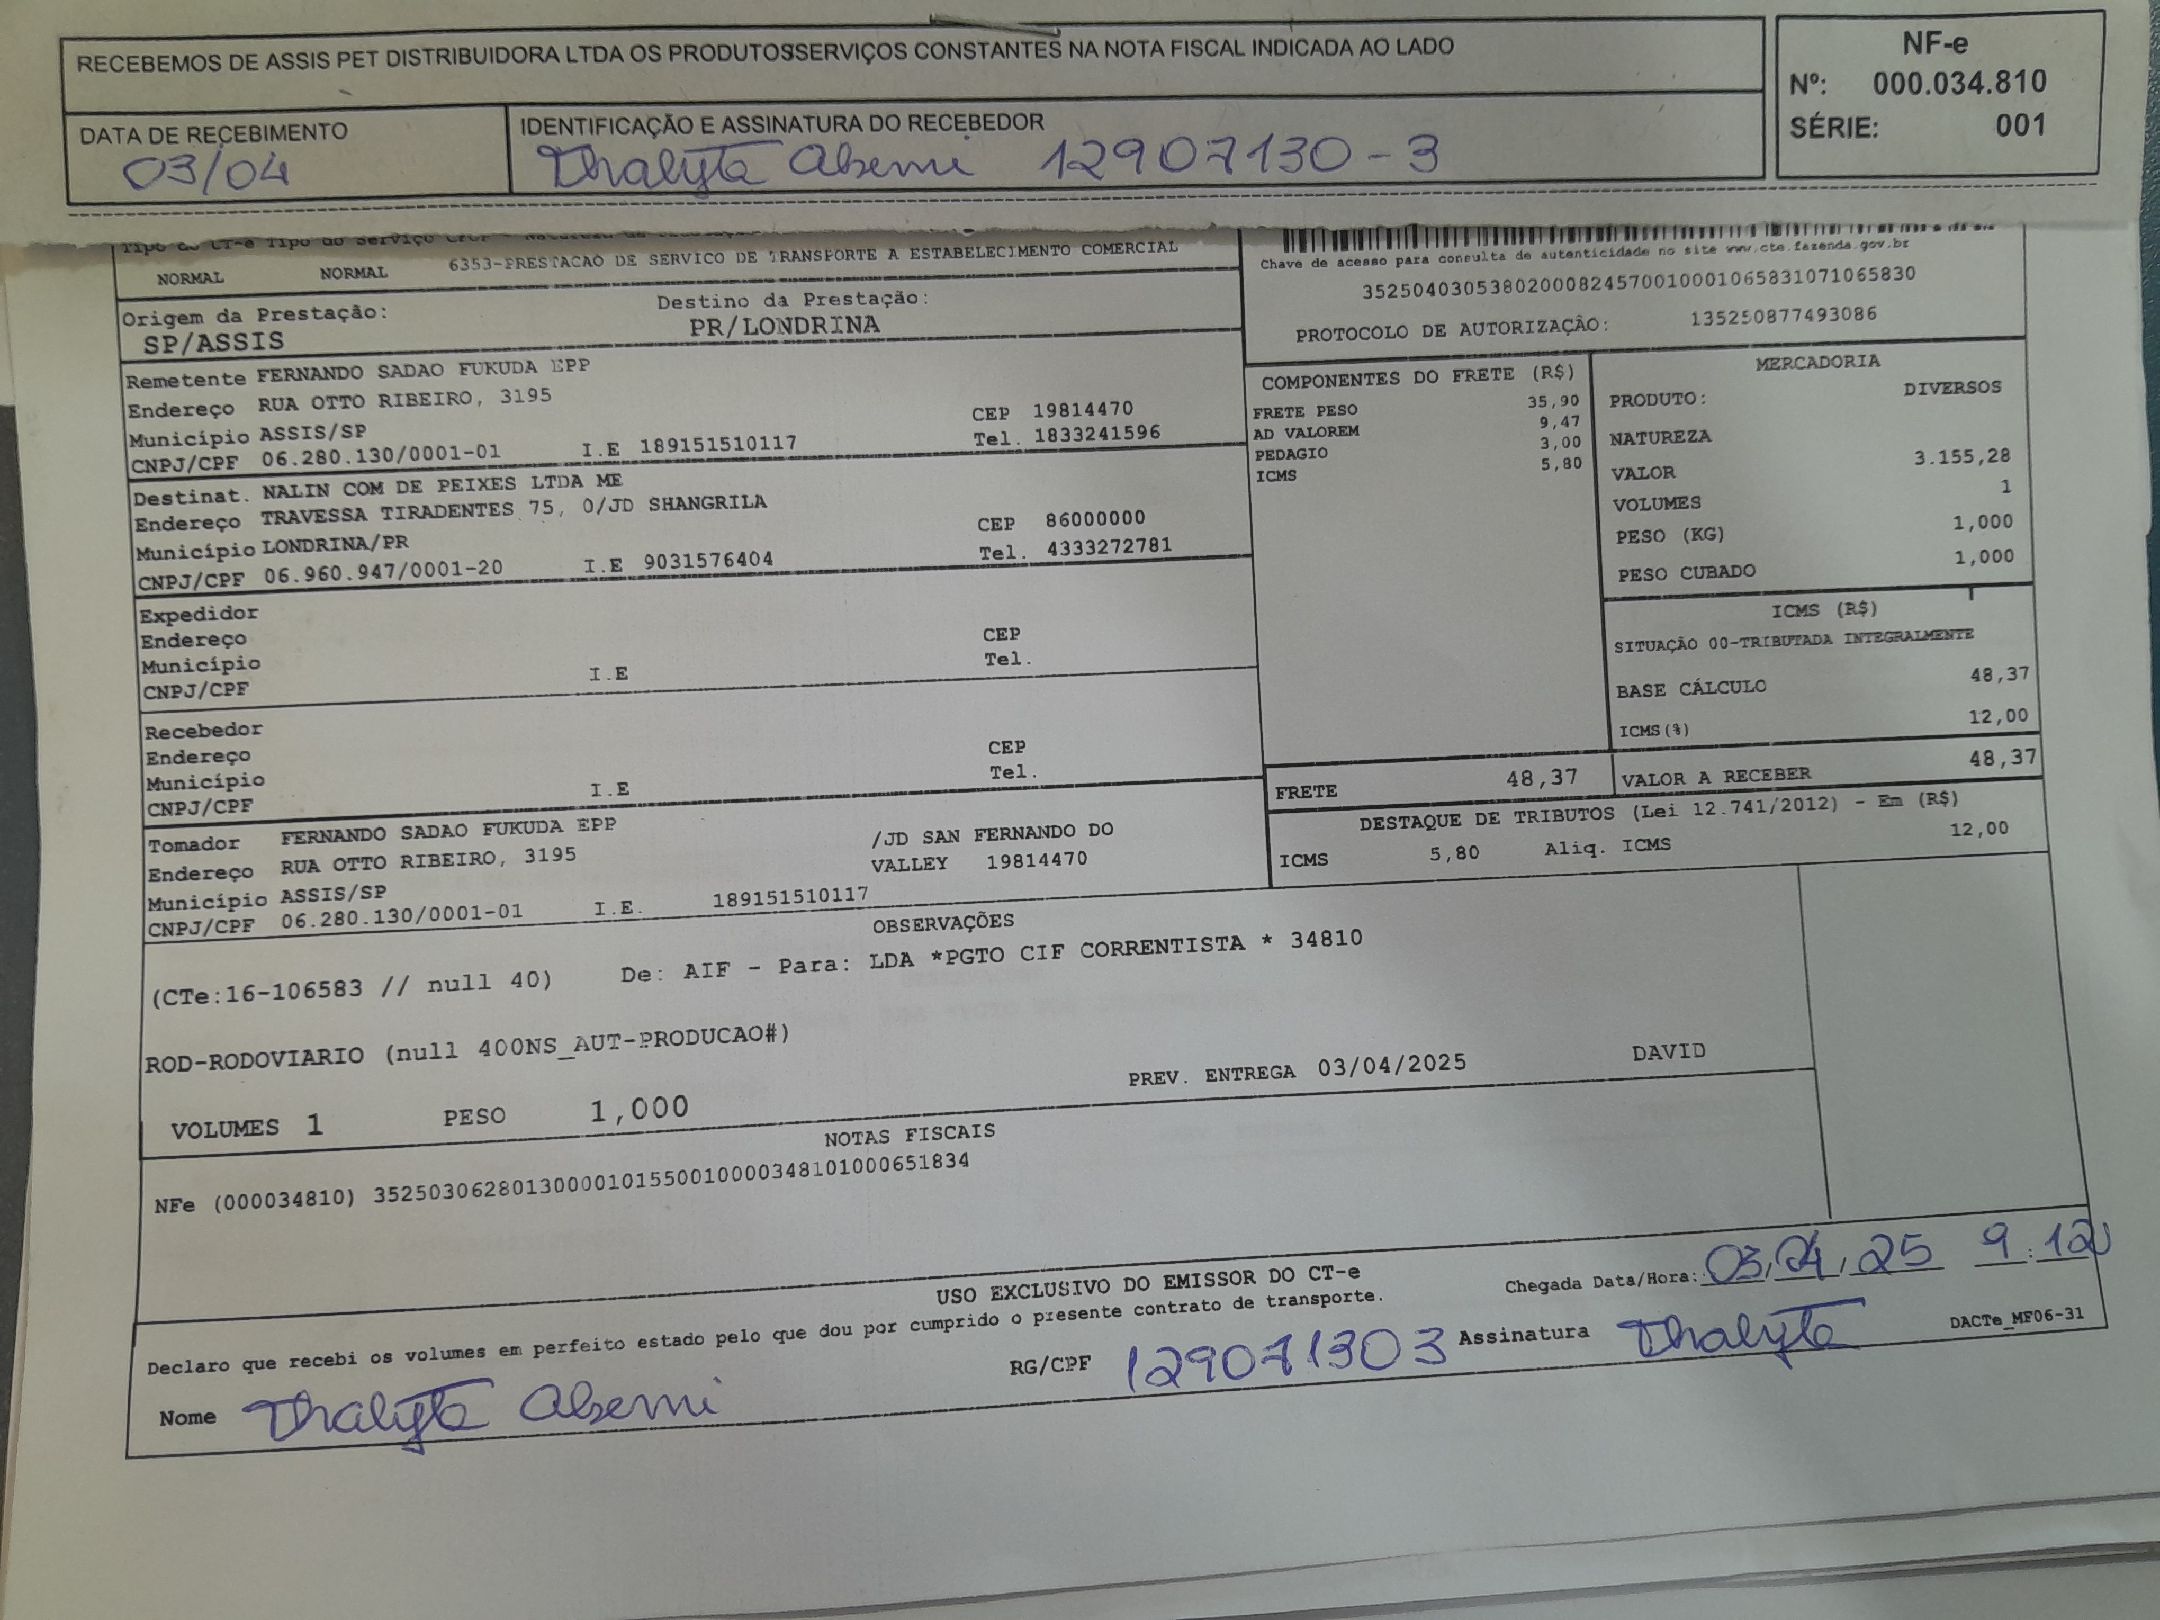 RECEBEMOS DE ASSIS PET DISTRIBUIDORA LTDA OS PRODUTOS\SERVIÇOS CONSTANTES NA NOTA FISCAL INDICADA AO LADO
NF-e
Nº: 000.034.810
SÉRIE: 001
DATA DE RECEBIMENTO
03/04
IDENTIFICAÇÃO E ASSINATURA DO RECEBEDOR
Thalyta Absemi 12907130-3
Tipo do CT-e Tipo do Serviço
NORMAL NORMAL 6353-PRESTACAO DE SERVICO DE TRANSPORTE A ESTABELECIMENTO COMERCIAL
Chave de acesso para consulta de autenticidade no site www.cte.fazenda.gov.br
35250403053802000824570010001065831071065830
PROTOCOLO DE AUTORIZAÇÃO: 135250877493086
Origem da Prestação: Destino da Prestação:
SP/ASSIS PR/LONDRINA
Remetente FERNANDO SADAO FUKUDA EPP
Endereço RUA OTTO RIBEIRO, 3195 CEP 19814470
Município ASSIS/SP Tel. 1833241596
CNPJ/CPF 06.280.130/0001-01 I.E 189151510117
Destinat. NALIN COM DE PEIXES LTDA ME
Endereço TRAVESSA TIRADENTES 75, 0/JD SHANGRILA CEP 86000000
Município LONDRINA/PR Tel. 4333272781
CNPJ/CPF 06.960.947/0001-20 I.E 9031576404
Expedidor
Endereço CEP
Município Tel.
CNPJ/CPF I.E
Recebedor
Endereço CEP
Município Tel.
CNPJ/CPF I.E
Tomador FERNANDO SADAO FUKUDA EPP /JD SAN FERNANDO DO
Endereço RUA OTTO RIBEIRO, 3195 VALLEY 19814470
Município ASSIS/SP
CNPJ/CPF 06.280.130/0001-01 I.E. 189151510117
COMPONENTES DO FRETE (R$)
FRETE PESO 35,90
AD VALOREM 9,47
PEDAGIO 3,00
ICMS 5,80
MERCADORIA
PRODUTO: DIVERSOS
NATUREZA
VALOR 3.155,28
VOLUMES 1
PESO (KG) 1,000
PESO CUBADO 1,000
ICMS (R$)
SITUAÇÃO 00-TRIBUTADA INTEGRALMENTE
BASE CÁLCULO 48,37
ICMS(%) 12,00
FRETE 48,37 VALOR A RECEBER 48,37
DESTAQUE DE TRIBUTOS (Lei 12.741/2012) - Em (R$)
ICMS 5,80 Aliq. ICMS 12,00
OBSERVAÇÕES
(CTe:16-106583 // null 40) De: AIF - Para: LDA *PGTO CIF CORRENTISTA * 34810
ROD-RODOVIARIO (null 400NS_AUT-PRODUCAO#)
PREV. ENTREGA 03/04/2025 DAVID
VOLUMES 1 PESO 1,000
NOTAS FISCAIS
NFe (000034810) 35250306280130000101550010000348101000651834
USO EXCLUSIVO DO EMISSOR DO CT-e
Chegada Data/Hora: 03,04,25 9:12
Declaro que recebi os volumes em perfeito estado pelo que dou por cumprido o presente contrato de transporte.
Nome Thalyta Absemi RG/CPF 129071303 Assinatura Thalyta
DACTe_MF06-31